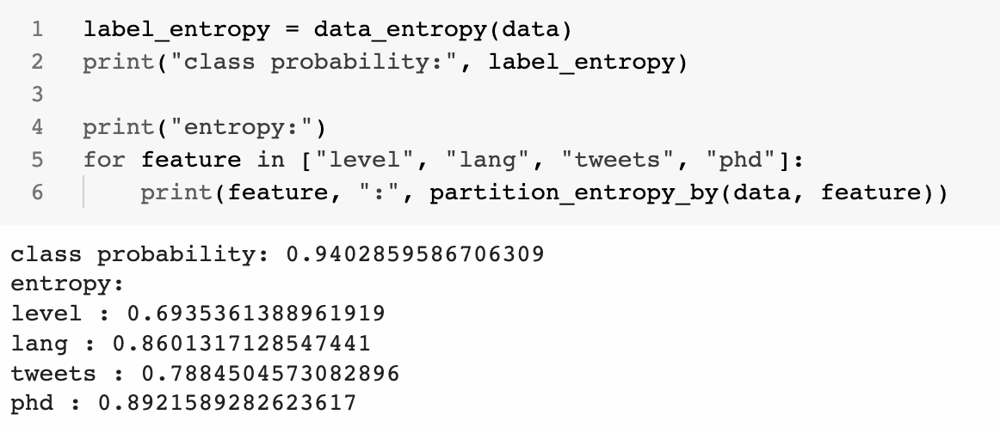 1 label_entropy = data_entropy(data)
2 print("class probability:", label_entropy)
3
4 print("entropy:")
5 for feature in ["level", "lang", "tweets", "phd"]:
6     print(feature, ":", partition_entropy_by(data, feature))
class probability: 0.9402859586706309
entropy:
level : 0.6935361388961919
lang : 0.8601317128547441
tweets : 0.7884504573082896
phd : 0.8921589282623617